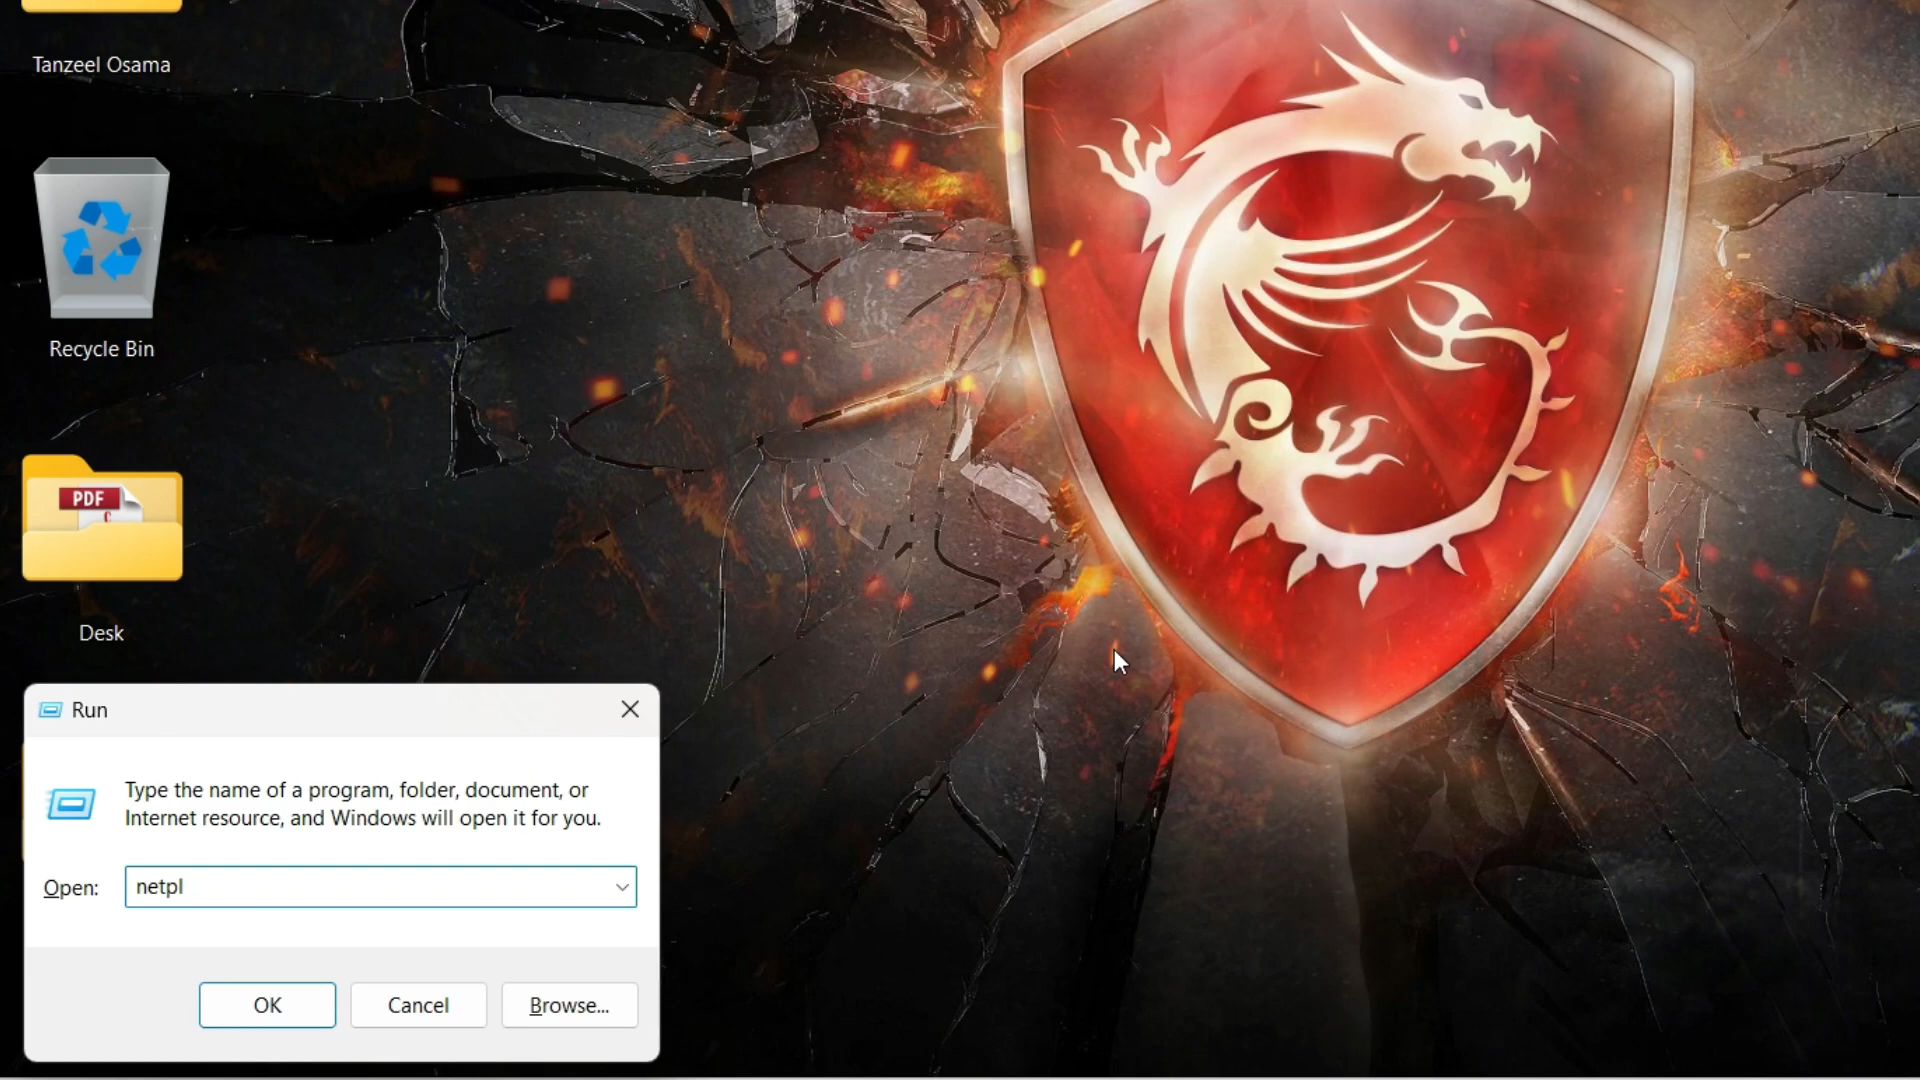 Tanzeel Osama
Recycle Bin
PDF
Desk
Run
Type the name of a program, folder, document, or
Internet resource, and Windows will open it for you.
Open:
netpl
OK
Cancel
Browse...